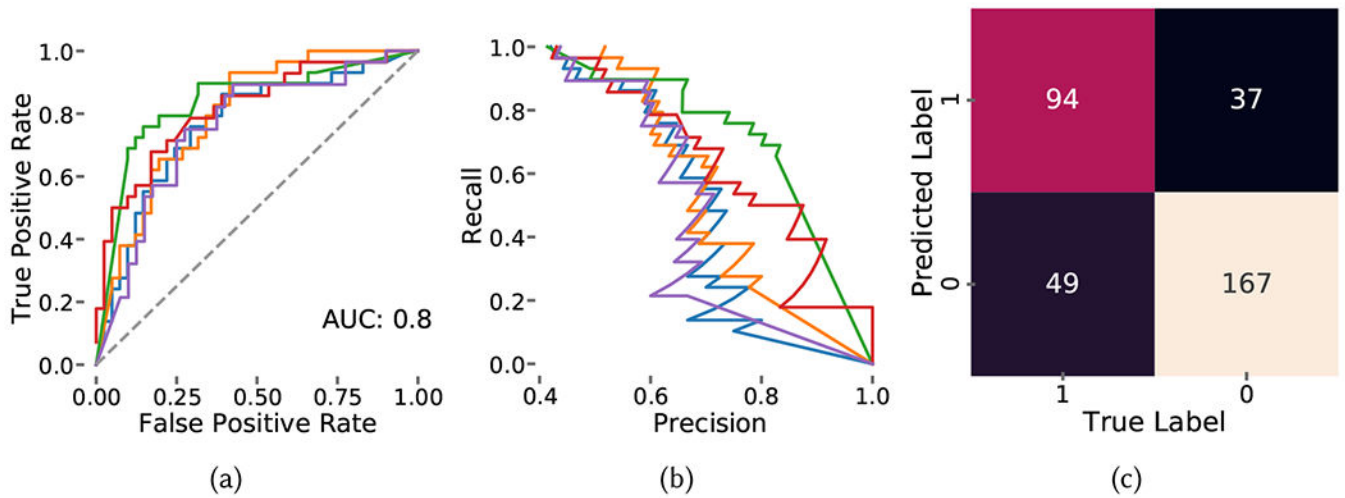 1.0
0.8
0.6
0.4
0.2
0.0
True Positive Rate
AUC: 0.8
0.00 0.25 0.50 0.75 1.00
False Positive Rate
(a)
1.0
0.8
0.6
0.4
0.2
0.0
Recall
0.4 0.6 0.8 1.0
Precision
(b)
Predicted Label
1
0
94 37
49 167
1 0
True Label
(c)